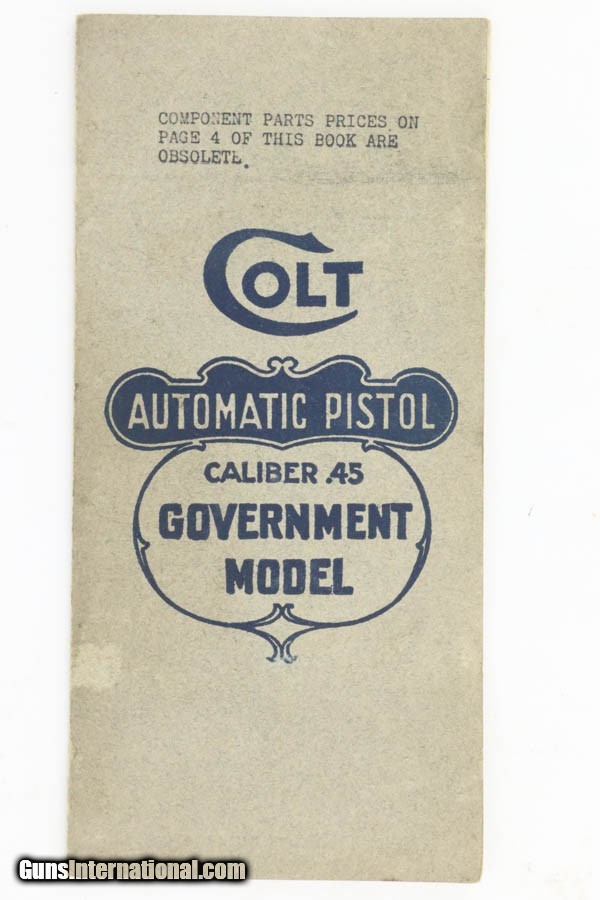 COMPONENT PARTS PRICES ON
PAGE 4 OF THIS BOOK ARE
OBSOLETE.
COLT
AUTOMATIC PISTOL
CALIBER .45
GOVERNMENT
MODEL
GunsInternational.com